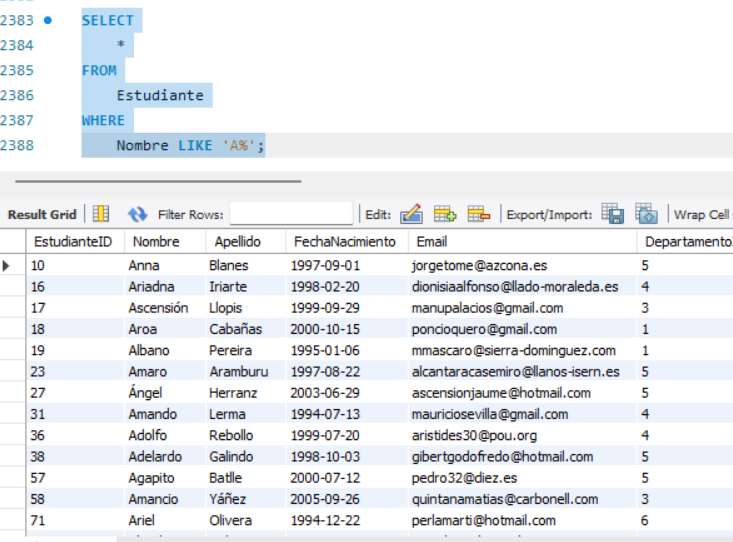 2383 SELECT
2384 *
2385 FROM
2386 Estudiante
2387 WHERE
2388 Nombre LIKE 'A%';
Result Grid Filter Rows: Edit: Export/Import: Wrap Cell
EstudianteID Nombre Apellido FechaNacimiento Email Departamento
10 Anna Blanes 1997-09-01 jorgetome@azcona.es 5
16 Ariadna Iriarte 1998-02-20 dionisiaalfonso@llado-moraleda.es 4
17 Ascensión Llopis 1999-09-29 manupalacios@gmail.com 3
18 Aroa Cabañas 2000-10-15 poncioquero@gmail.com 1
19 Albano Pereira 1995-01-06 mmascaro@sierra-dominguez.com 1
23 Amaro Aramburu 1997-08-22 alcantaracasemiro@llanos-isern.es 5
27 Ángel Herranz 2003-06-29 ascensionjaume@hotmail.com 5
31 Amando Lerma 1994-07-13 mauriciosevilla@gmail.com 4
36 Adolfo Rebollo 1999-07-20 aristides30@pou.org 4
38 Adelardo Galindo 1998-10-03 gibertgodofredo@hotmail.com 5
57 Agapito Batlle 2000-07-12 pedro32@diez.es 5
58 Amancio Yáñez 2005-09-26 quintanamatias@carbonell.com 3
71 Ariel Olivera 1994-12-22 perlamarti@hotmail.com 6